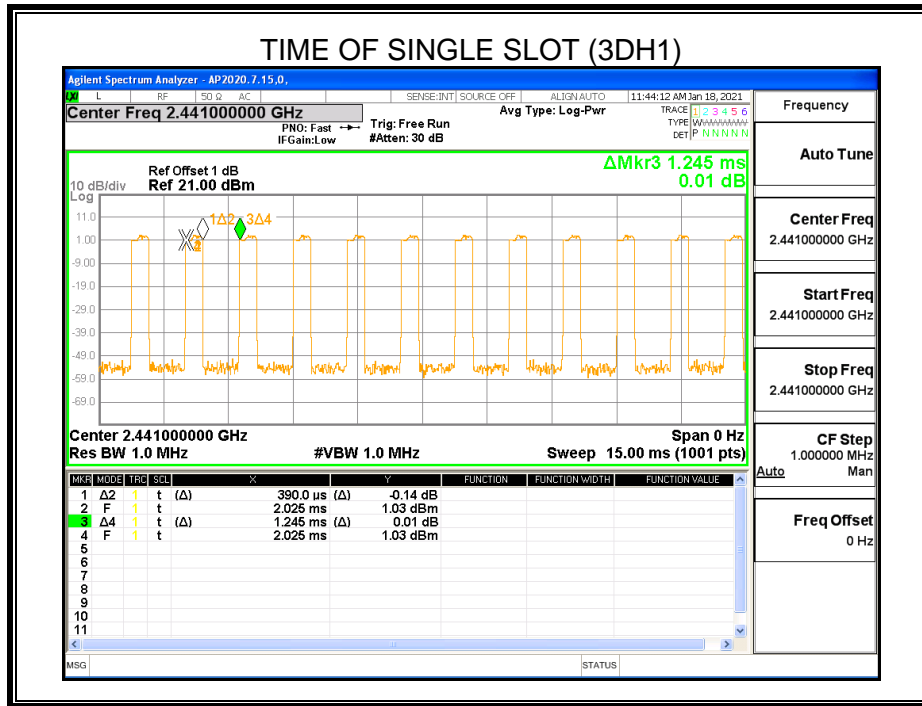 TIME OF SINGLE SLOT (3DH1)
Agilent Spectrum Analyzer - AP2020.7.15,0,
LXI L RF 50 Ω AC SENSE:INT SOURCE OFF ALIGN AUTO 11:44:12 AM Jan 18, 2021
Center Freq 2.441000000 GHz
Avg Type: Log-Pwr
TRACE 1 2 3 4 5 6
TYPE
DET P N N N N N
PNO: Fast
IFGain:Low
Trig: Free Run
#Atten: 30 dB
ΔMkr3 1.245 ms
0.01 dB
Ref Offset 1 dB
10 dB/div Ref 21.00 dBm
Log
11.0
1.00
-9.00
-19.0
-29.0
-39.0
-49.0
-59.0
-69.0
1Δ2 3Δ4
Center 2.441000000 GHz Span 0 Hz
Res BW 1.0 MHz #VBW 1.0 MHz Sweep 15.00 ms (1001 pts)
MKR MODE TRC SCL X Y FUNCTION FUNCTION WIDTH FUNCTION VALUE
1 Δ2 1 t (Δ) 390.0 µs (Δ) -0.14 dB
2 F 1 t 2.025 ms 1.03 dBm
3 Δ4 1 t (Δ) 1.245 ms (Δ) 0.01 dB
4 F 1 t 2.025 ms 1.03 dBm
5
6
7
8
9
10
11
MSG STATUS
Frequency
Auto Tune
Center Freq
2.441000000 GHz
Start Freq
2.441000000 GHz
Stop Freq
2.441000000 GHz
CF Step
1.000000 MHz
Auto Man
Freq Offset
0 Hz